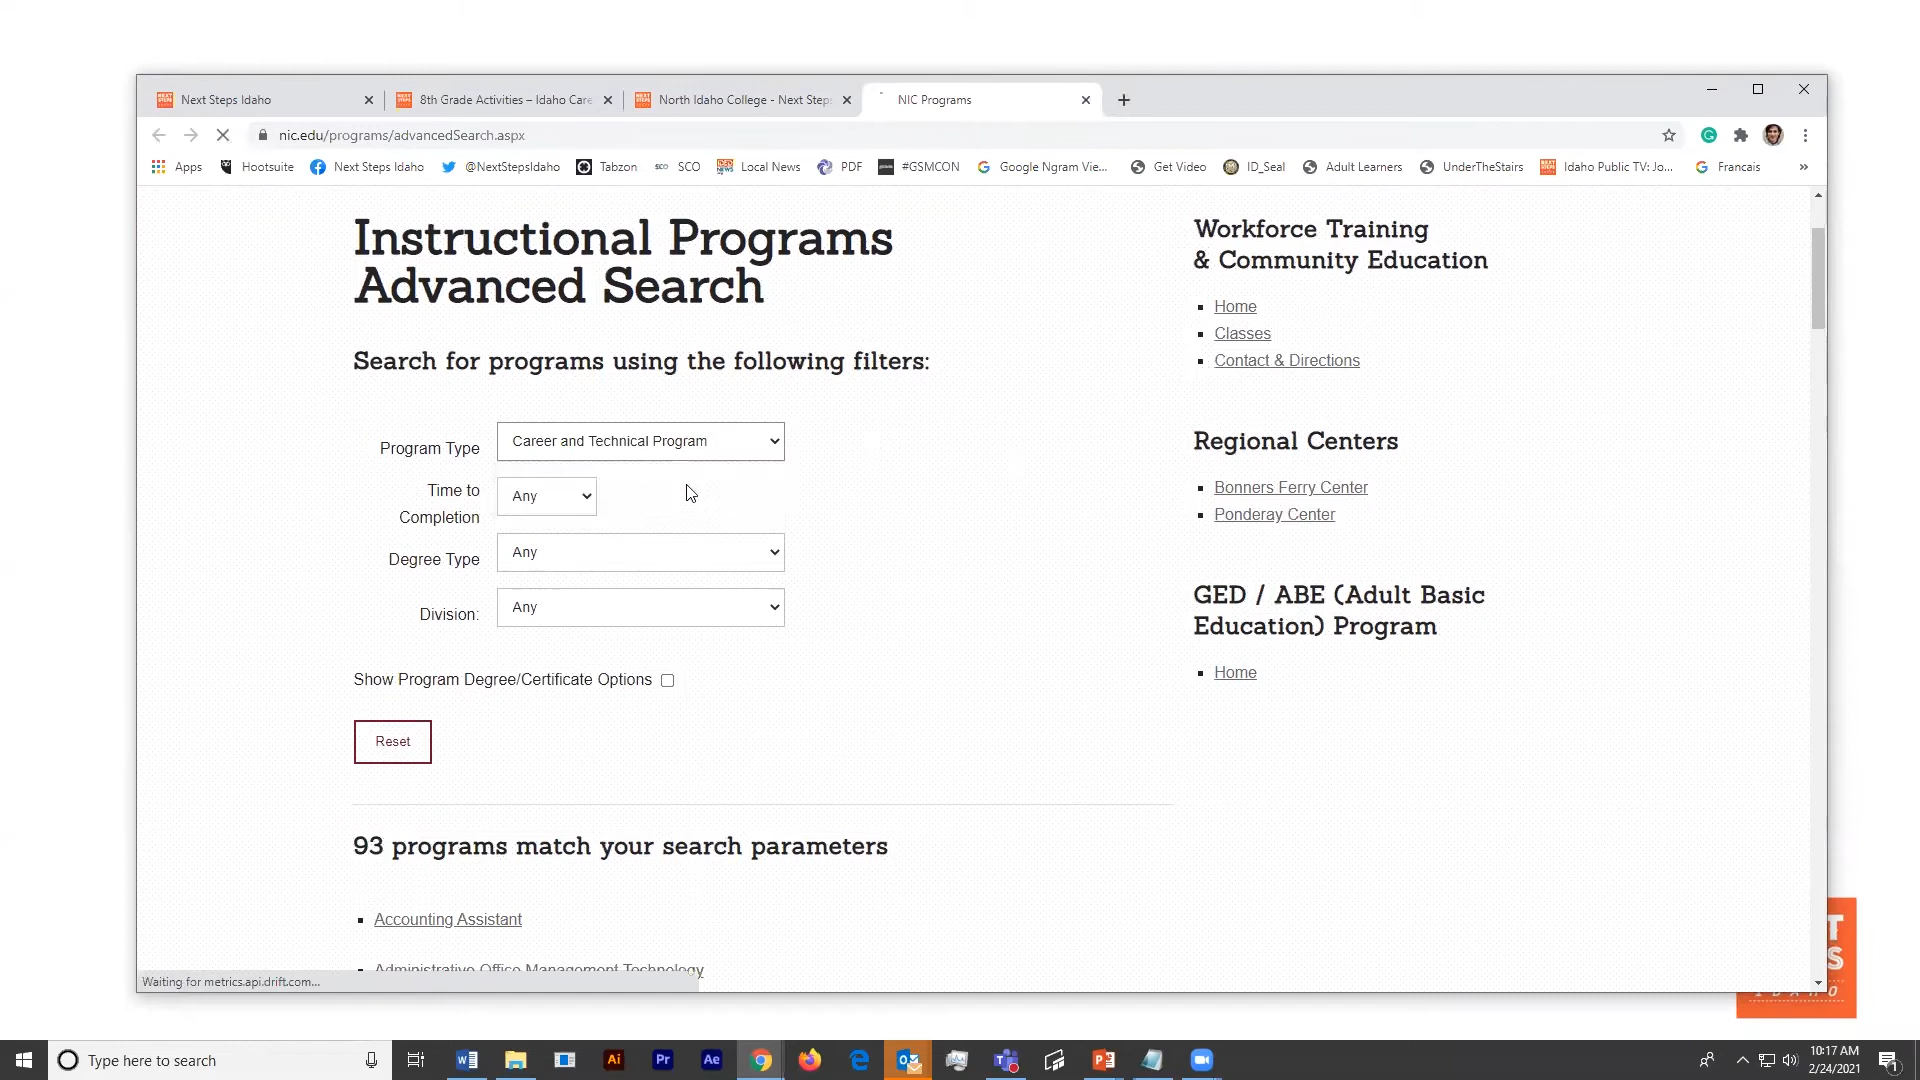 Next Steps Idaho
8th Grade Activities – Idaho Care
North Idaho College - Next Steps
NIC Programs
nic.edu/programs/advancedSearch.aspx
Apps
Hootsuite
Next Steps Idaho
@NextStepsIdaho
Tabzon
SCO
Local News
PDF
#GSMCON
Google Ngram Vie...
Get Video
ID_Seal
Adult Learners
UnderTheStairs
Idaho Public TV: Jo...
Francais
Instructional Programs
Advanced Search
Search for programs using the following filters:
Program Type
Career and Technical Program
Time to
Completion
Any
Degree Type
Any
Division:
Any
Show Program Degree/Certificate Options
Reset
93 programs match your search parameters
Accounting Assistant
Administrative Office Management Technology
Waiting for metrics.api.drift.com...
Workforce Training
& Community Education
Home
Classes
Contact & Directions
Regional Centers
Bonners Ferry Center
Ponderay Center
GED / ABE (Adult Basic
Education) Program
Home
Type here to search
10:17 AM
2/24/2021